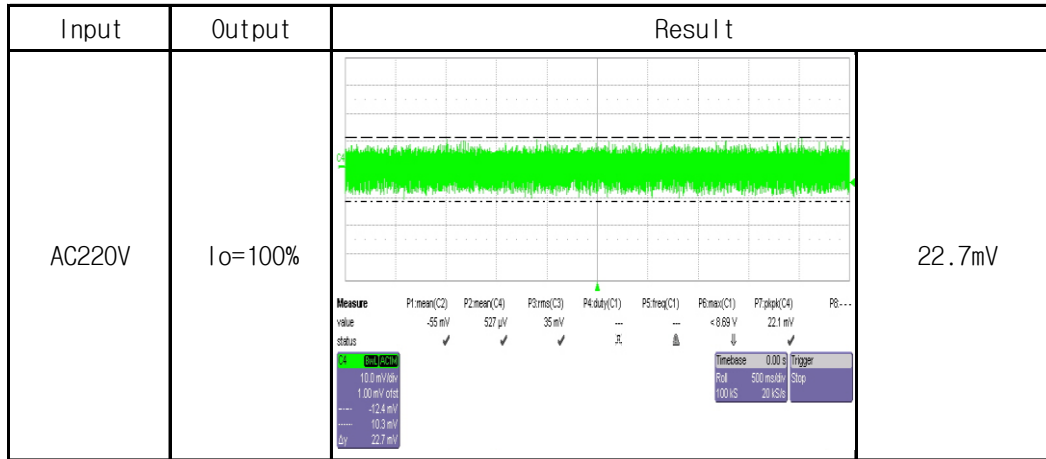 Input Output Result
AC220V Io=100% 22.7mV
C4
Measure P1:mean(C2) P2:mean(C4) P3:rms(C3) P4:duty(C1) P5:freq(C1) P6:max(C1) P7:pkpk(C4) P8:---
value -55 mV 527 µV 35 mV --- --- < 8.69 V 22.1 mV
status
C4 BwL AC1M
10.0 mV/div
1.00 mV ofst
-12.4 mV
10.3 mV
Δy 22.7 mV
Timebase 0.00 s
Roll 500 ms/div
100 kS 20 kS/s
Trigger
Stop